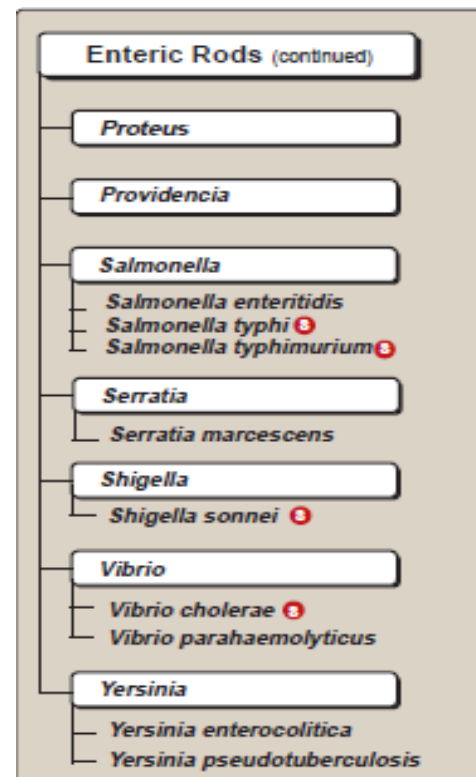 Enteric Rods (continued)
Proteus
Providencia
Salmonella
Salmonella enteritidis
Salmonella typhi S
Salmonella typhimurium S
Serratia
Serratia marcescens
Shigella
Shigella sonnei S
Vibrio
Vibrio cholerae S
Vibrio parahaemolyticus
Yersinia
Yersinia enterocolitica
Yersinia pseudotuberculosis